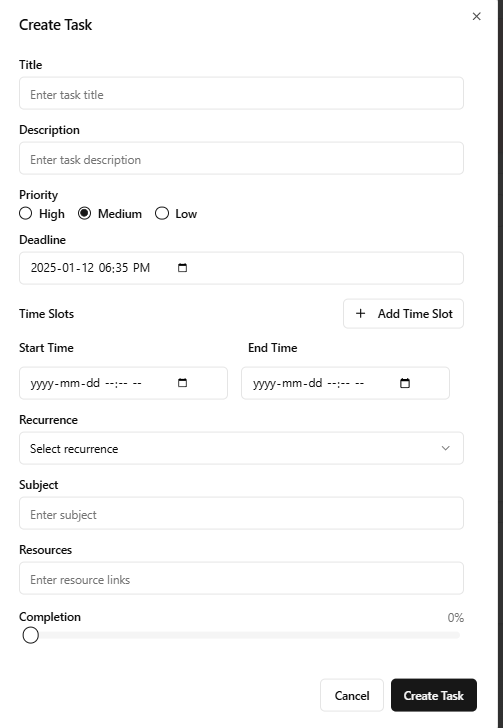 Create Task
Title
Enter task title
Description
Enter task description
Priority
High Medium Low
Deadline
2025-01-12 06:35 PM
Time Slots + Add Time Slot
Start Time End Time
yyyy-mm-dd --:-- -- yyyy-mm-dd --:-- --
Recurrence
Select recurrence
Subject
Enter subject
Resources
Enter resource links
Completion 0%
Cancel Create Task